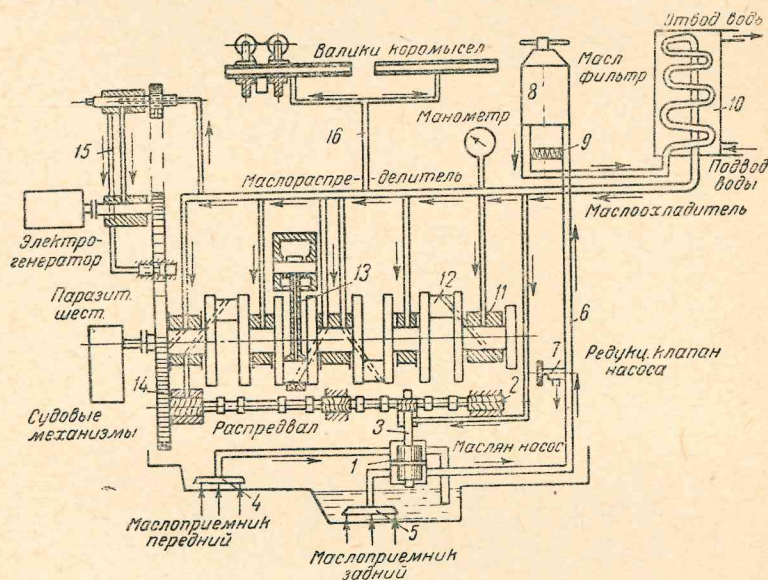 Отвод воды
Валики коромысел
Масл
фильтр
8
10
Манометр
16
9
15
Подвод
воды
Маслораспре-
делитель
Маслоохладитель
Электро-
генератор
13
12
11
Паразит.
шест.
6
7
Редукц. клапан
насоса
14
2
Судовые
механизмы
Распредвал
3
Маслян насос
1
4
Маслоприемник
передний
5
Маслоприемник
задний